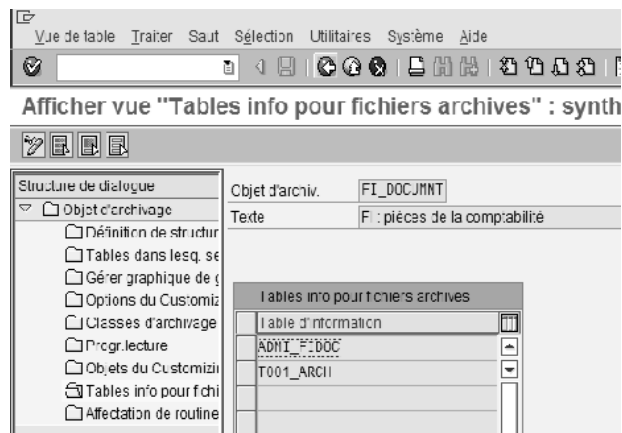 Vue de table Traiter Saut Sélection Utilitaires Système Aide
Afficher vue "Tables info pour fichiers archives" : synth
Structure de dialogue
Objet d'archivage
Définition de structur
Tables dans lesq. se
Gérer graphique de g
Options du Customiz
Classes d'archivage
Progr.lecture
Objets du Customizin
Tables info pour fichi
Affectation de routine
Objet d'archiv. FI_DOCUMNT
Texte FI : pièces de la comptabilité
Tables info pour fichiers archives
Table d'information
ADMI_FIDOC
T001_ARCH